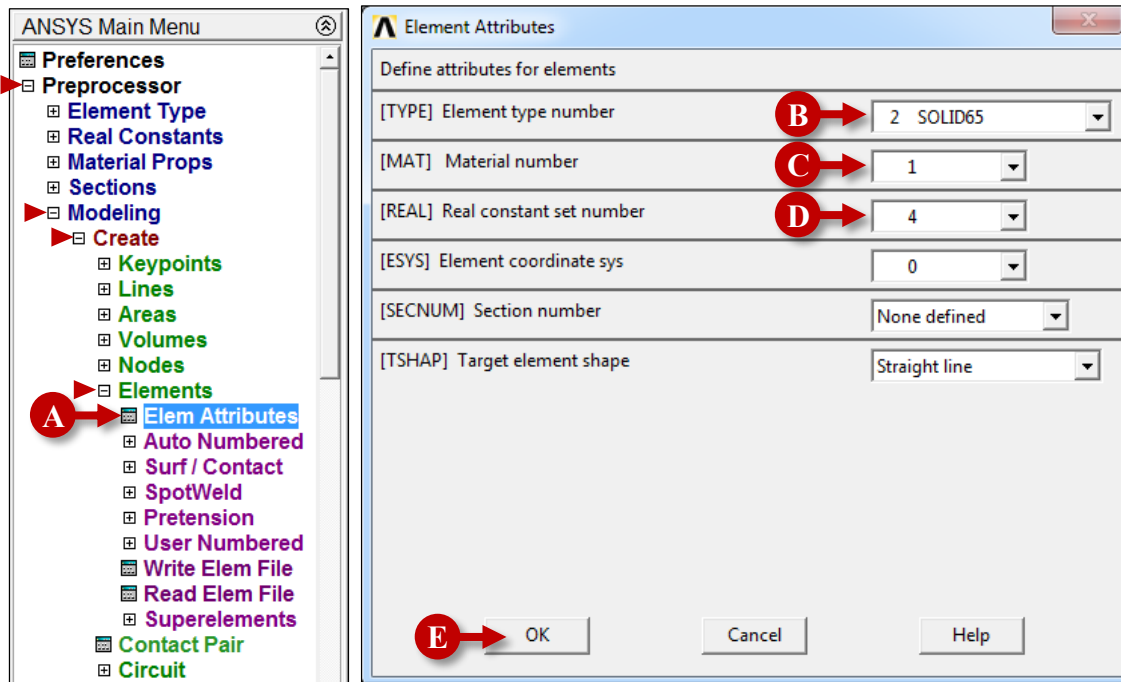 ANSYS Main Menu
Preferences
Preprocessor
Element Type
Real Constants
Material Props
Sections
Modeling
Create
Keypoints
Lines
Areas
Volumes
Nodes
Elements
A
Elem Attributes
Auto Numbered
Surf / Contact
SpotWeld
Pretension
User Numbered
Write Elem File
Read Elem File
Superelements
Contact Pair
Circuit
Element Attributes
Define attributes for elements
[TYPE] Element type number B 2 SOLID65
[MAT] Material number C 1
[REAL] Real constant set number D 4
[ESYS] Element coordinate sys 0
[SECNUM] Section number None defined
[TSHAP] Target element shape Straight line
E OK Cancel Help